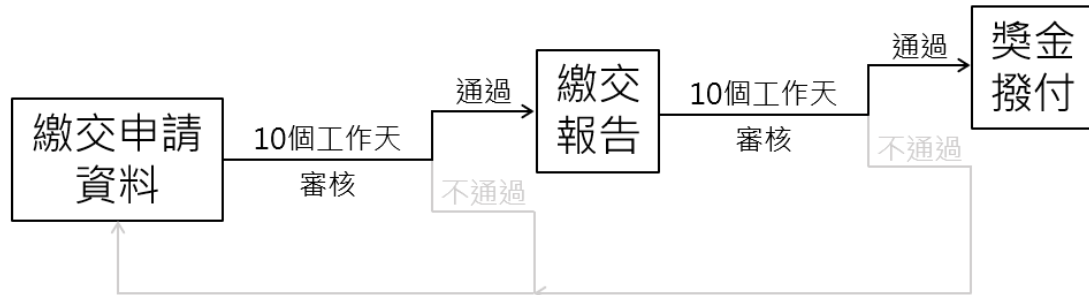 繳交申請
資料
10個工作天
審核
通過
不通過
繳交
報告
10個工作天
審核
通過
不通過
獎金
撥付